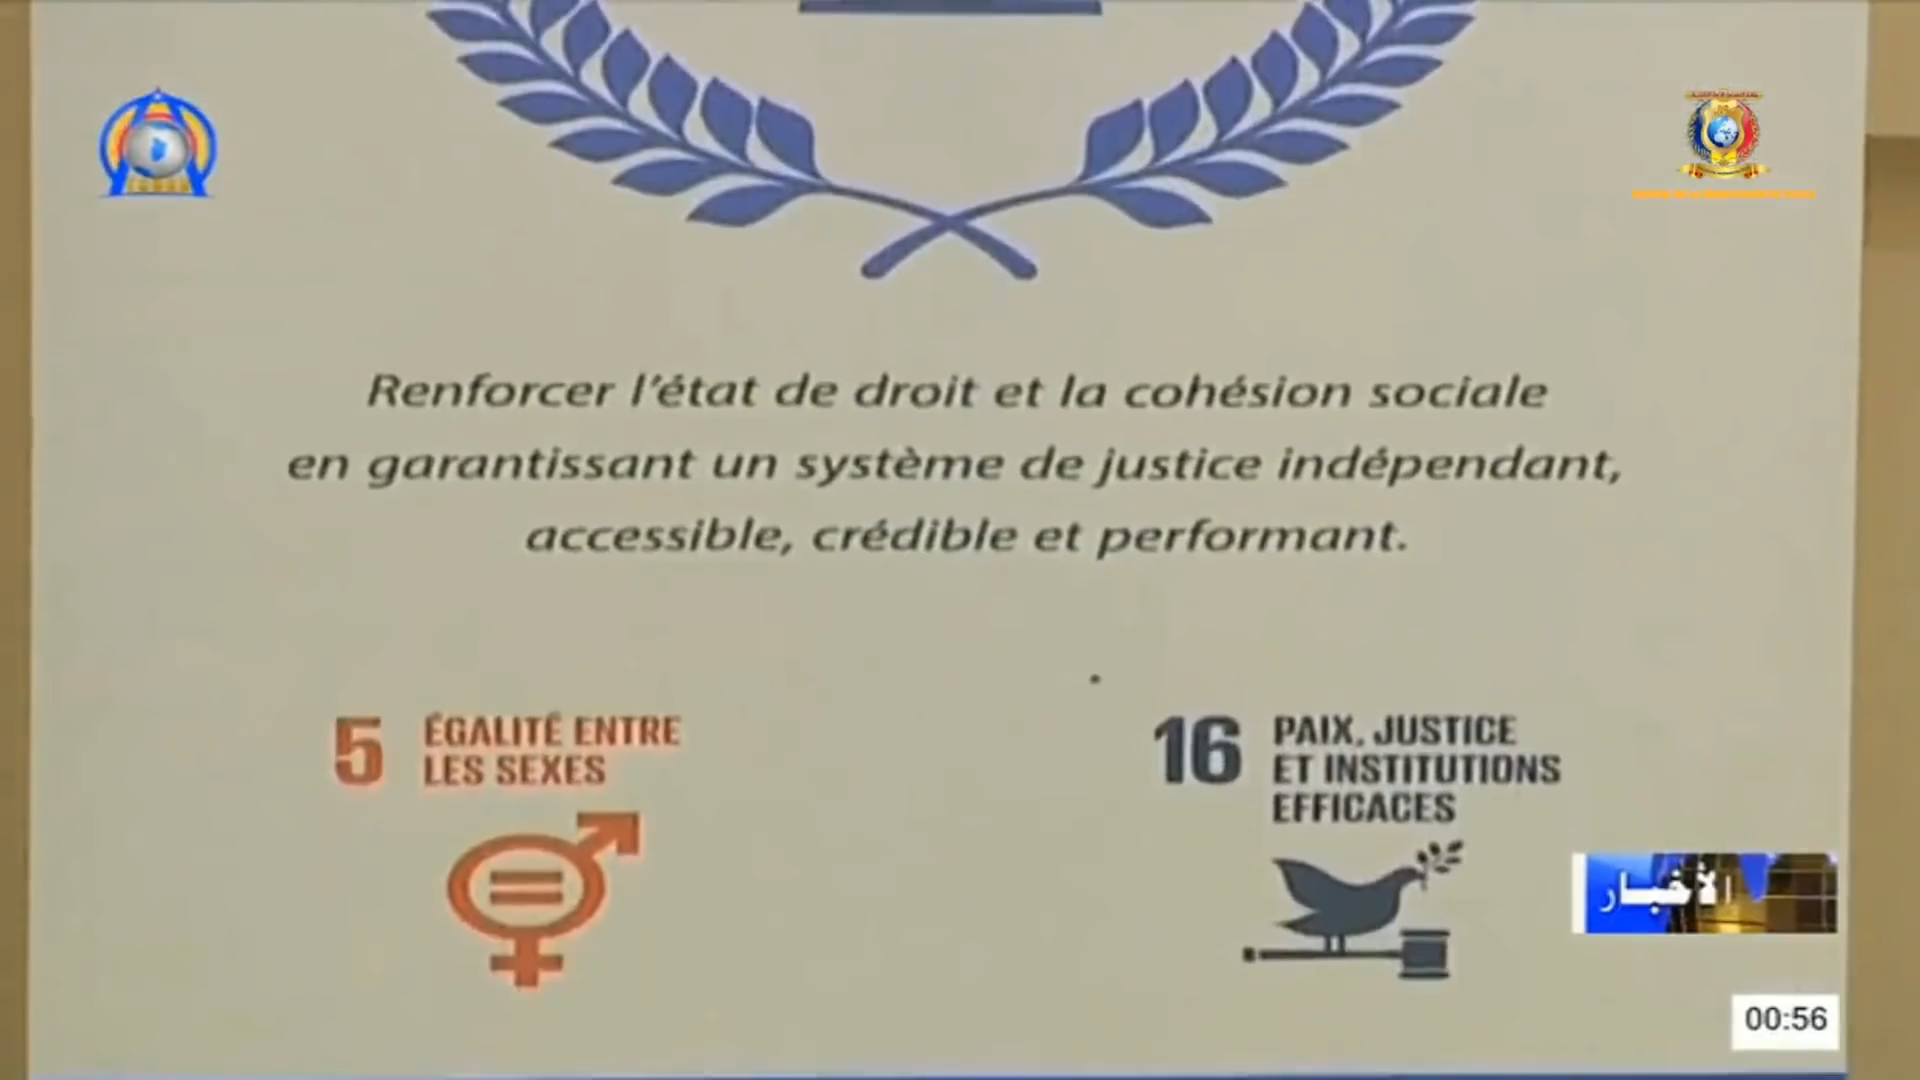 Renforcer l'état de droit et la cohésion sociale
en garantissant un système de justice indépendant,
accessible, crédible et performant.
5 ÉGALITÉ ENTRE
LES SEXES
16 PAIX, JUSTICE
ET INSTITUTIONS
EFFICACES
الأخبار
00:56